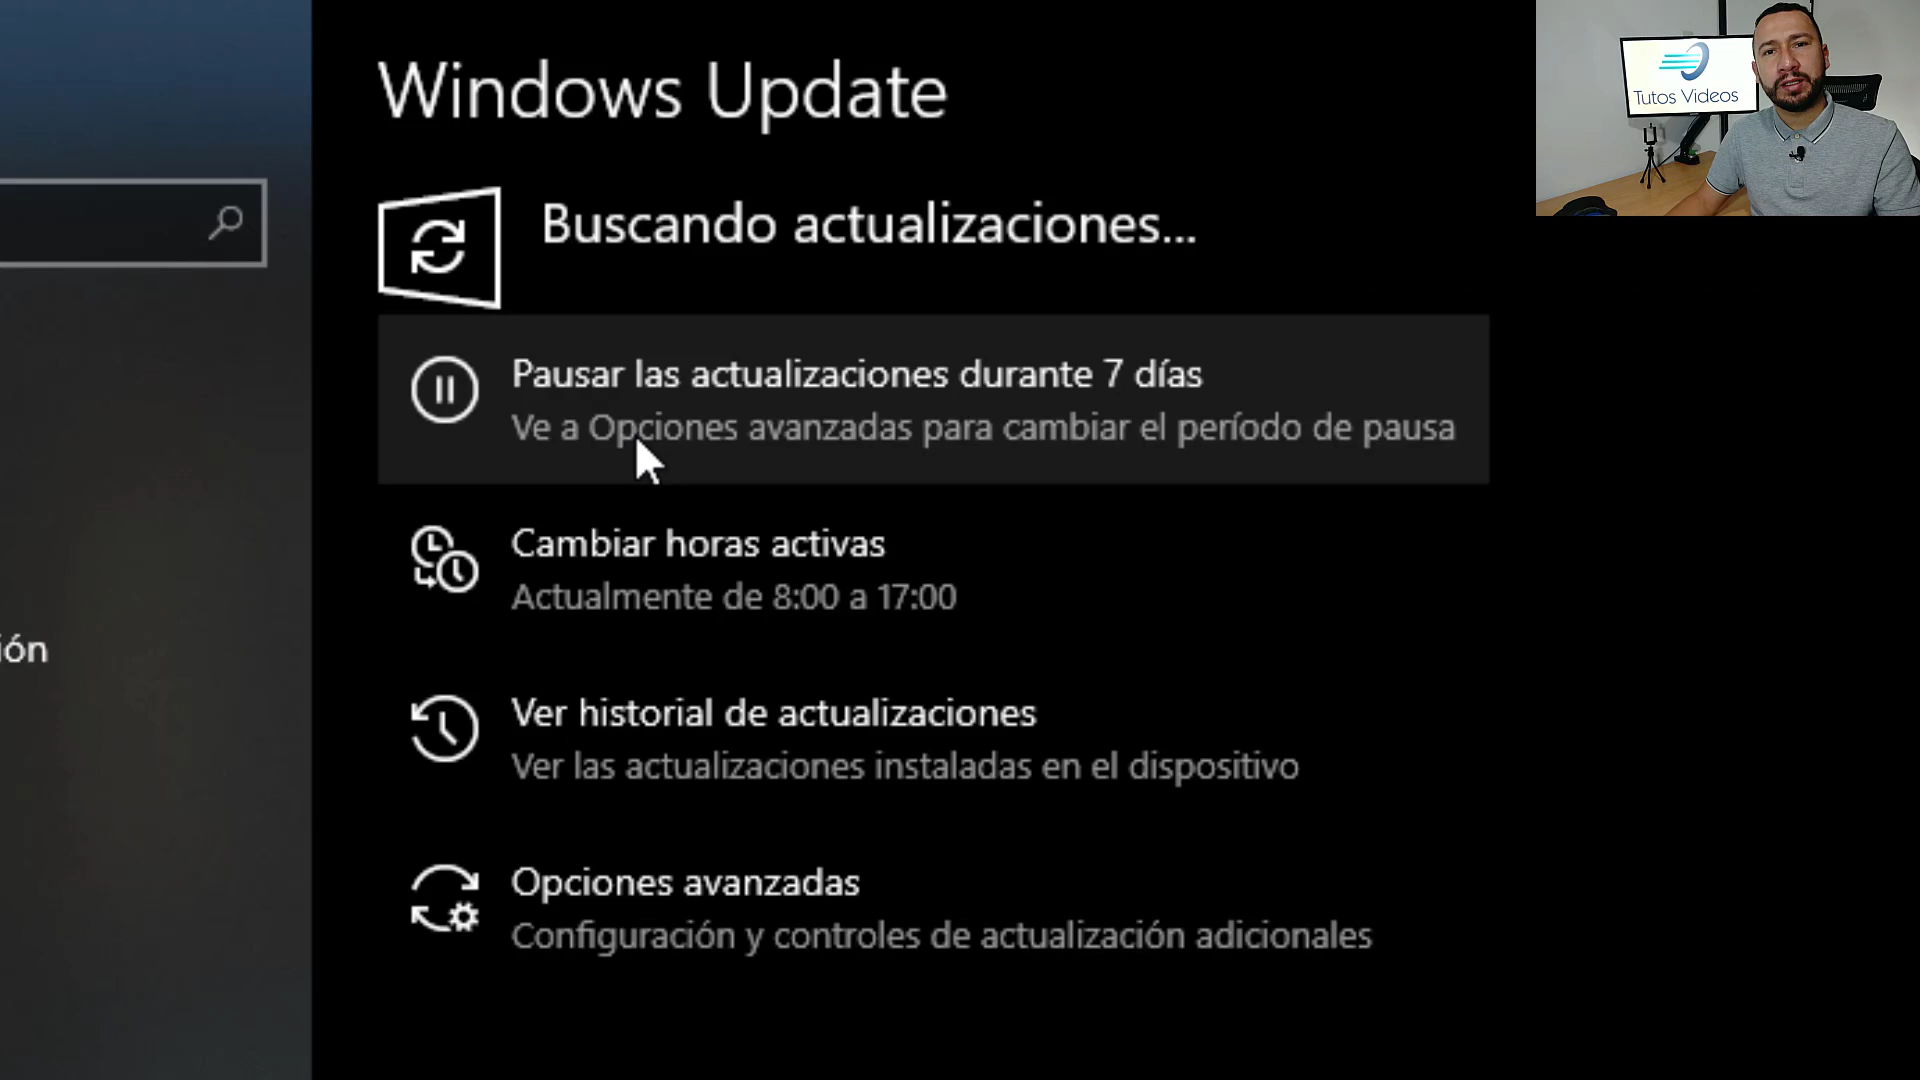 Windows Update
Tutos Videos
Buscando actualizaciones...
Pausar las actualizaciones durante 7 días
Ve a Opciones avanzadas para cambiar el período de pausa
Cambiar horas activas
Actualmente de 8:00 a 17:00
ión
Ver historial de actualizaciones
Ver las actualizaciones instaladas en el dispositivo
Opciones avanzadas
Configuración y controles de actualización adicionales